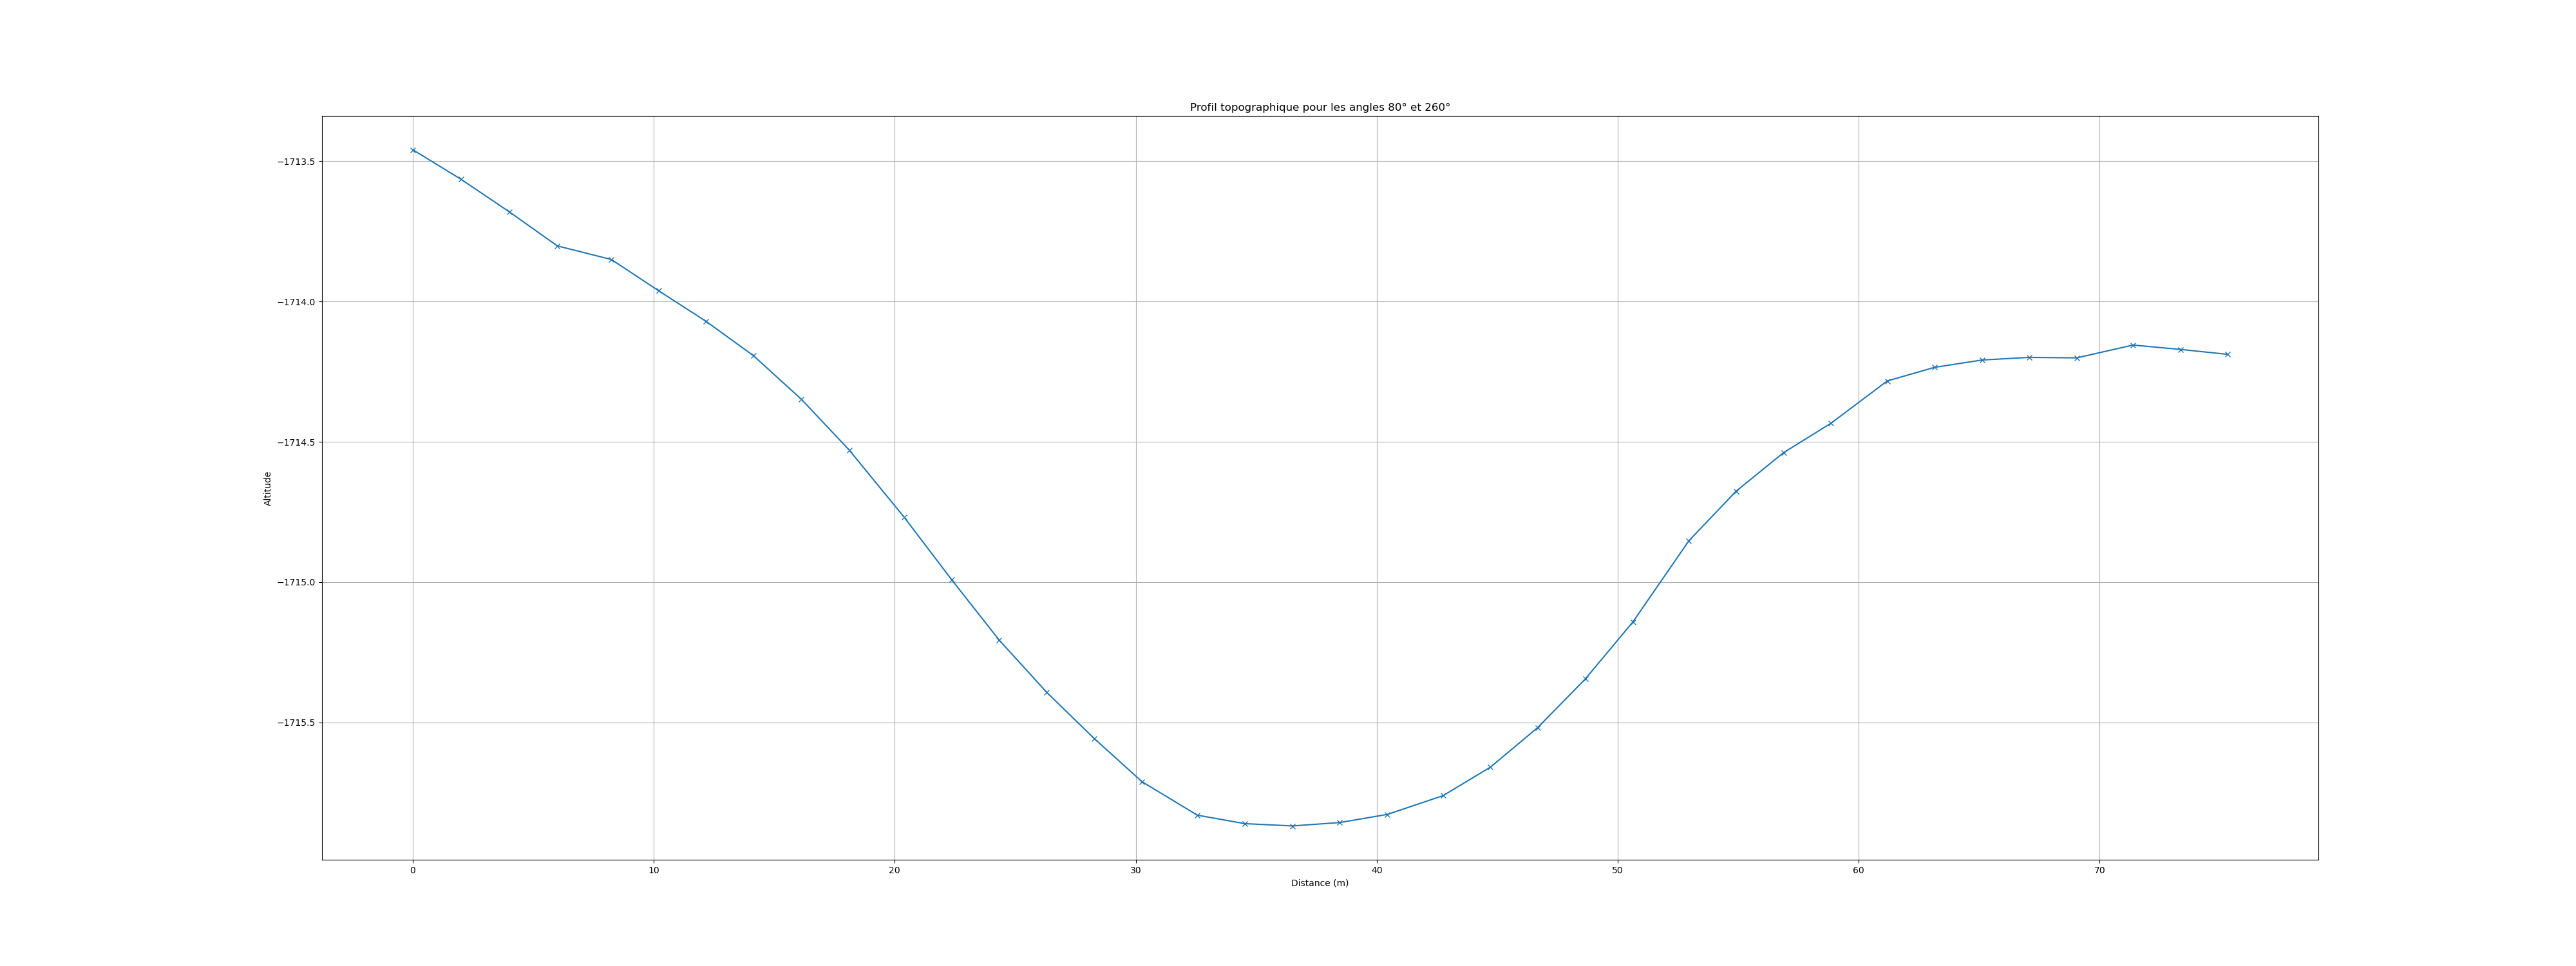 Profil topographique pour les angles 80° et 260°
−1713.5
−1714.0
−1714.5
−1715.0
−1715.5
Altitude
0 10 20 30 40 50 60 70
Distance (m)